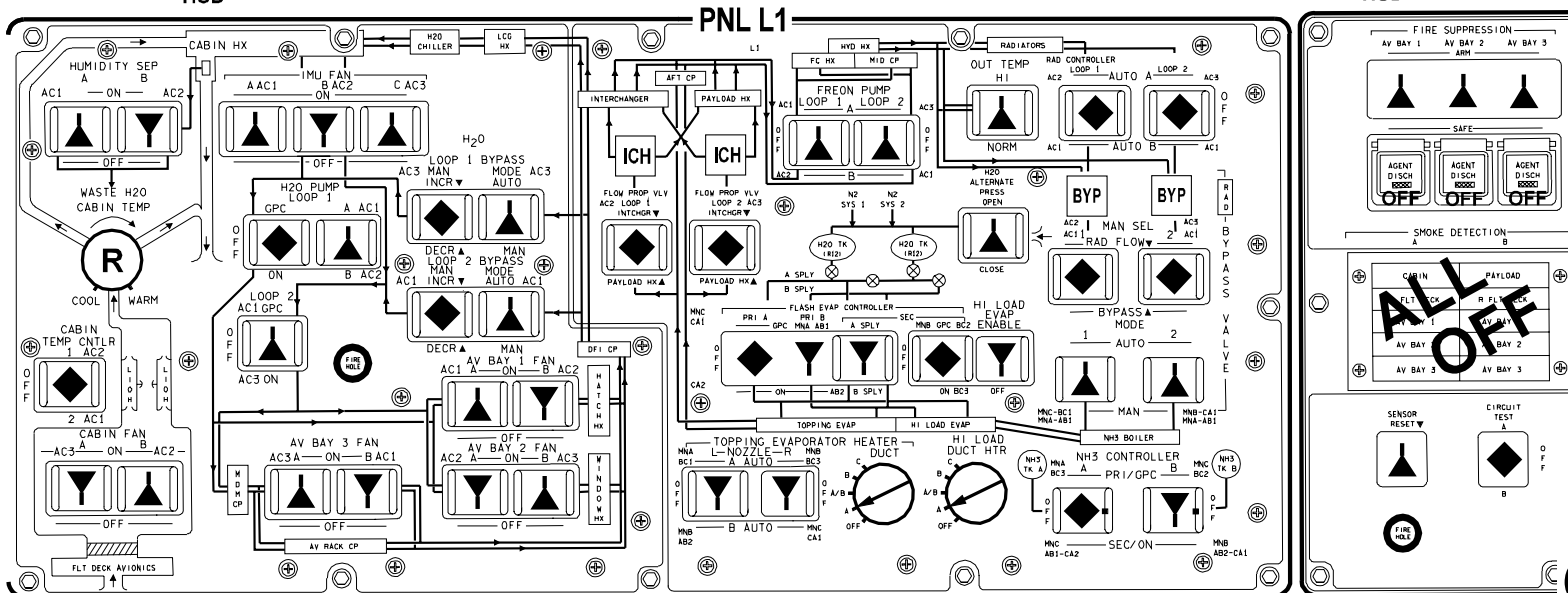 PNL L1
CABIN HX
HUMIDITY SEP
A B
AC1 ON AC2
OFF
WASTE H2O
CABIN TEMP
R
COOL WARM
CABIN
TEMP CNTLR
1 AC2
OFF
2 AC1
LIOH LIOH
CABIN FAN
A B
AC3 ON AC2
OFF
FLT DECK AVIONICS
IMU FAN
A AC1 B AC2 C AC3
ON
OFF
H2O PUMP
LOOP 1
GPC A AC1
OFF
ON B AC2
LOOP 2
AC1 GPC
OFF
AC3 ON
FIRE HOLE
H2O
CHILLER
LCG
HX
H2O
LOOP 1 BYPASS
AC3 MAN MODE AC3
INCR▼ AUTO
DECR▲ MAN
LOOP 2 BYPASS
MAN MODE
AC1 INCR▼ AUTO AC1
DECR▲ MAN
DFI CP
AV BAY 1 FAN
AC1 A ON B AC2
OFF
AV BAY 3 FAN
AC3 A ON B AC1
OFF
AV BAY 2 FAN
AC2 A ON B AC3
OFF
HATCH HX
WINDOW HX
MDM CP
AV RACK CP
L1
AFT CP
INTERCHANGER
PAYLOAD HX
ICH
ICH
FLOW PROP VLV
AC2 LOOP 1
INTCHGR▼
PAYLOAD HX▲
FLOW PROP VLV
LOOP 2 AC3
INTCHGR▼
PAYLOAD HX▲
HYD HX
RADIATORS
FC HX
MID CP
FREON PUMP
LOOP 1 A LOOP 2
AC1 AC3
OFF
AC2 B AC1
OUT TEMP
HI
NORM
RAD CONTROLLER
LOOP 1 LOOP 2
AC2 AUTO A AC3
OFF
AC1 AUTO B AC1
N2
SYS 1
N2
SYS 2
H2O
ALTERNATE
PRESS
OPEN
CLOSE
H2O TK
(RI2)
H2O TK
(RI2)
A SPLY
B SPLY
BYP
BYP
AC2
AC1
AC3
AC1
MAN SEL
1 RAD FLOW▼ 2
BYPASS▲
MODE
1 AUTO 2
MAN
RAD BYPASS VALVE
MNC-BC1
MNA-AB1
MNB-CA1
MNA-AB1
MNC
CA1
FLASH EVAP CONTROLLER
PRI A PRI B SEC
GPC MNA AB1 A SPLY MNB GPC BC2
OFF
CA2 ON AB2 B SPLY ON BC3
HI LOAD
EVAP
ENABLE
OFF
TOPPING EVAP
HI LOAD EVAP
NH3 BOILER
TOPPING EVAPORATOR HEATER
L-NOZZLE-R DUCT
MNA
BC1
A AUTO
MNB
BC3
OFF
OFF
MNB
AB2
B AUTO
MNC
CA1
C
B
A/B
A
OFF
HI LOAD
DUCT HTR
C
B
A/B
A
OFF
NH3
TK A
NH3 CONTROLLER
MNA
BC3
A B
PRI/GPC
MNC
BC2
NH3
TK B
OFF
OFF
MNC
AB1-CA2
SEC/ON
MNB
AB2-CA1
FIRE SUPPRESSION
AV BAY 1 AV BAY 2 AV BAY 3
ARM
SAFE
AGENT
DISCH
OFF
AGENT
DISCH
OFF
AGENT
DISCH
OFF
SMOKE DETECTION
A B
CABIN PAYLOAD
AV BAY 2
AV BAY 3 AV BAY 3
ALL
OFF
SENSOR
RESET▼
CIRCUIT
TEST
A
OFF
B
FIRE HOLE